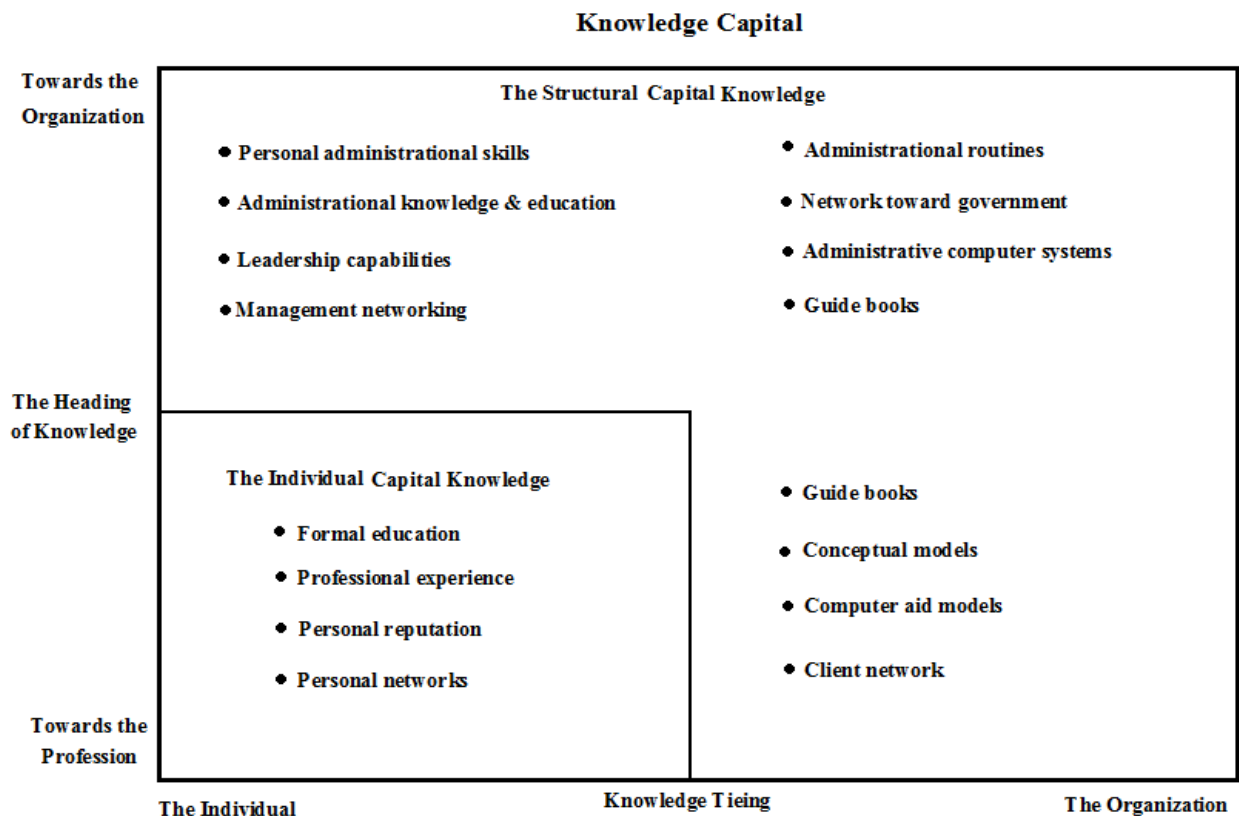 Knowledge Capital
Towards the
Organization
The Structural Capital Knowledge
Personal administrational skills
Administrational knowledge & education
Leadership capabilities
Management networking
Administrational routines
Network toward government
Administrative computer systems
Guide books
The Heading
of Knowledge
The Individual Capital Knowledge
Formal education
Professional experience
Personal reputation
Personal networks
Guide books
Conceptual models
Computer aid models
Client network
Towards the
Profession
The Individual
Knowledge Tieing
The Organization